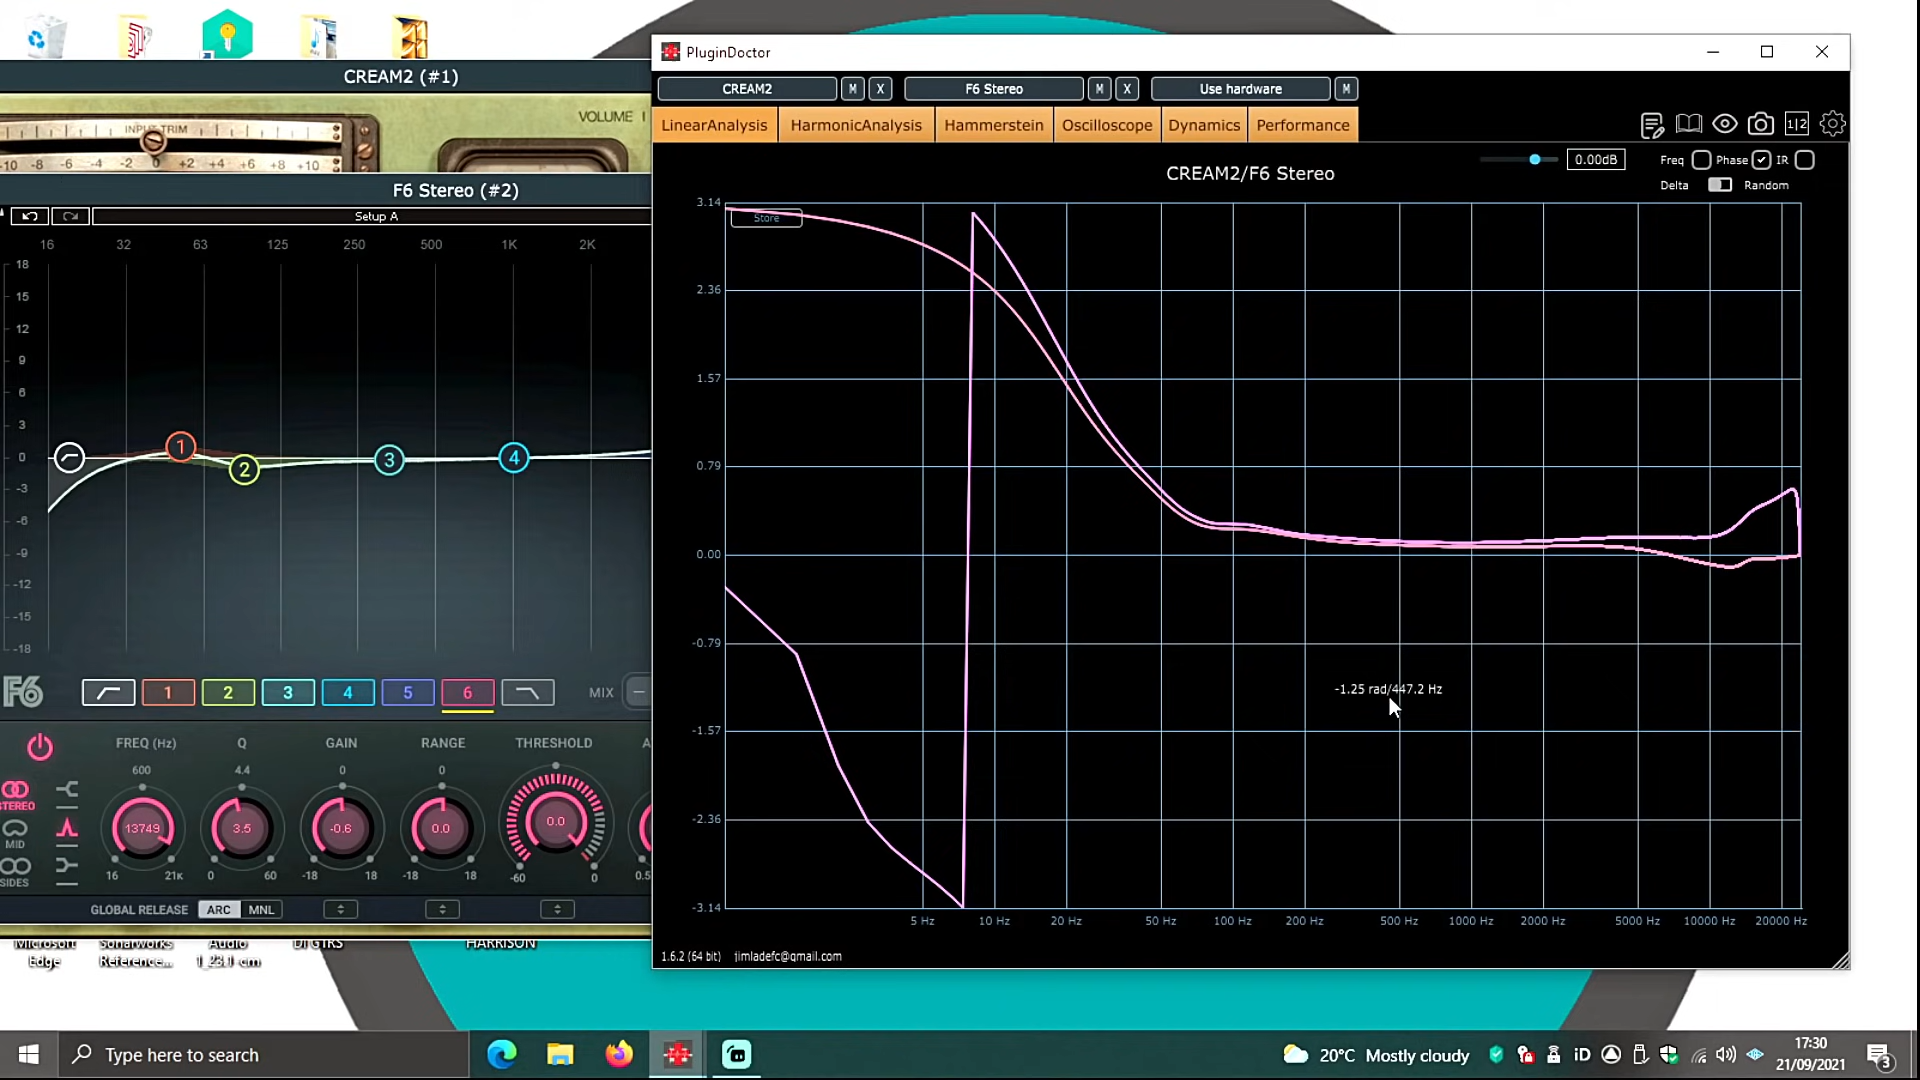 PluginDoctor
CREAM2 (#1)
CREAM2 M X F6 Stereo M X Use hardware M
VOLUME
LinearAnalysis HarmonicAnalysis Hammerstein Oscilloscope Dynamics Performance
1|2
INPUT TRIM
10 -8 -6 -4 -2 0 +2 +4 +6 +8 +10
0.00dB
Freq Phase IR
Delta Random
CREAM2/F6 Stereo
F6 Stereo (#2)
Setup A
Store
16 32 63 125 250 500 1K 2K
18
15
12
9
6
3
0
-3
-6
-9
-12
-15
-18
1
2
3
4
3.14
2.36
1.57
0.79
0.00
-0.79
-1.57
-2.36
-3.14
-1.25 rad/447.2 Hz
5 Hz 10 Hz 20 Hz 50 Hz 100 Hz 200 Hz 500 Hz 1000 Hz 2000 Hz 5000 Hz 10000 Hz 20000 Hz
F6 1 2 3 4 5 6 MIX
FREQ (Hz) Q GAIN RANGE THRESHOLD A
600 4.4 0 0
STEREO
MID
SIDES
13749 3.5 -0.6 0.0 0.0
16 21K 0 60 -18 18 -18 18 -60 0 0.5
GLOBAL RELEASE ARC MNL
1.6.2 (64 bit) jimladefc@gmail.com
Microsoft Edge
Sonarworks Reference...
Audio 1_23.1-cm
DI GTRS
HARRISON
Type here to search
20°C Mostly cloudy
iD
17:30
21/09/2021
3